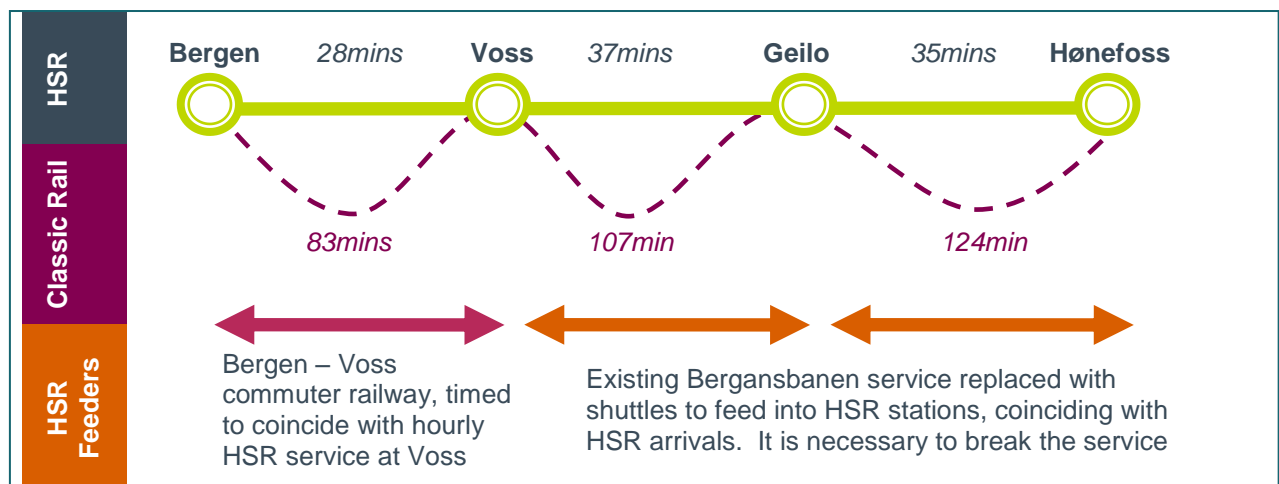 HSR
Bergen 28mins Voss 37mins Geilo 35mins Hønefoss
Classic Rail
83mins 107min 124min
HSR
Feeders
Bergen – Voss
commuter railway, timed
to coincide with hourly
HSR service at Voss
Existing Bergansbanen service replaced with
shuttles to feed into HSR stations, coinciding with
HSR arrivals.  It is necessary to break the service